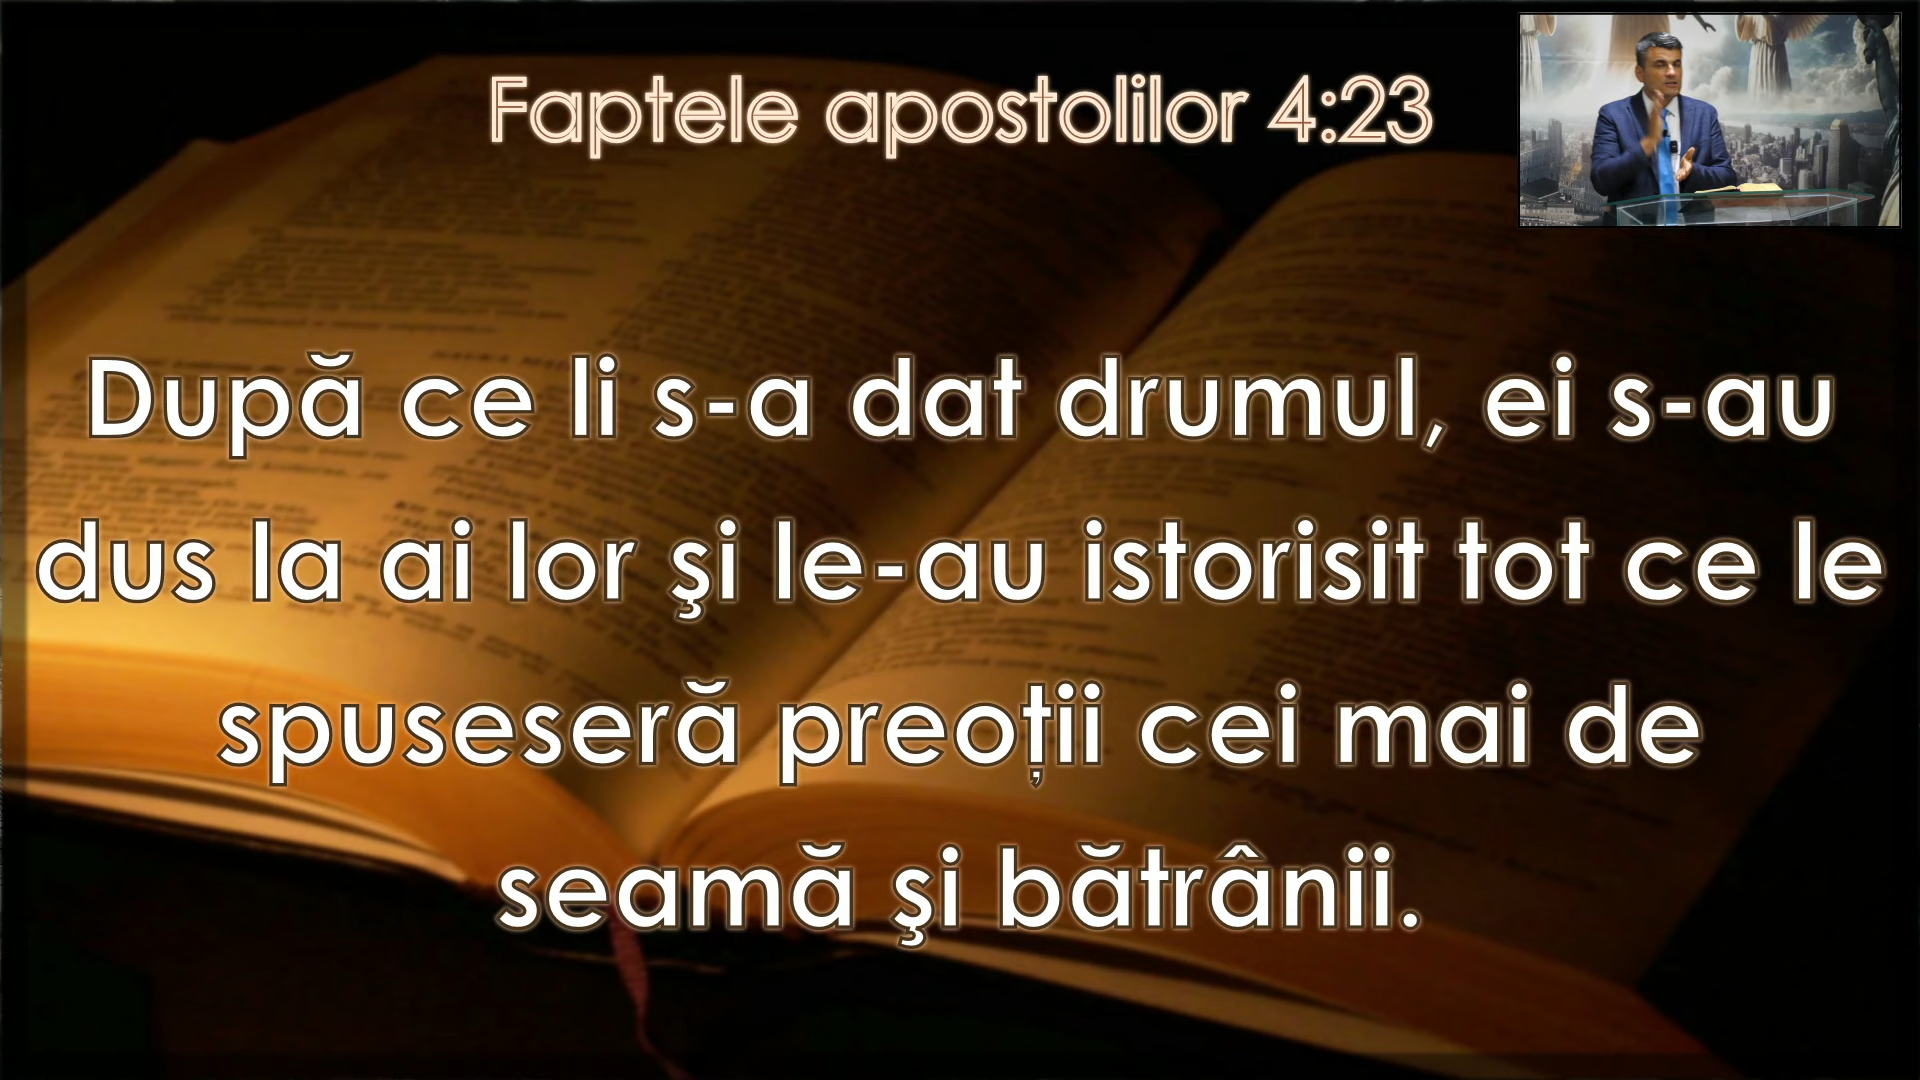 Faptele apostolilor 4:23
După ce li s-a dat drumul, ei s-au
dus la ai lor şi le-au istorisit tot ce le
spuseseră preoţii cei mai de
seamă şi bătrânii.